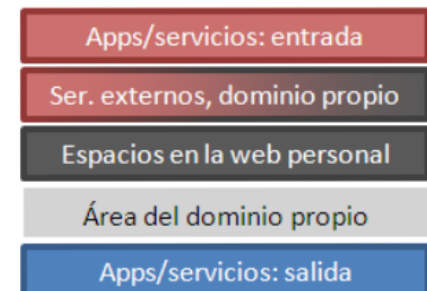 Apps/servicios: entrada
Ser. externos, dominio propio
Espacios en la web personal
Área del dominio propio
Apps/servicios: salida